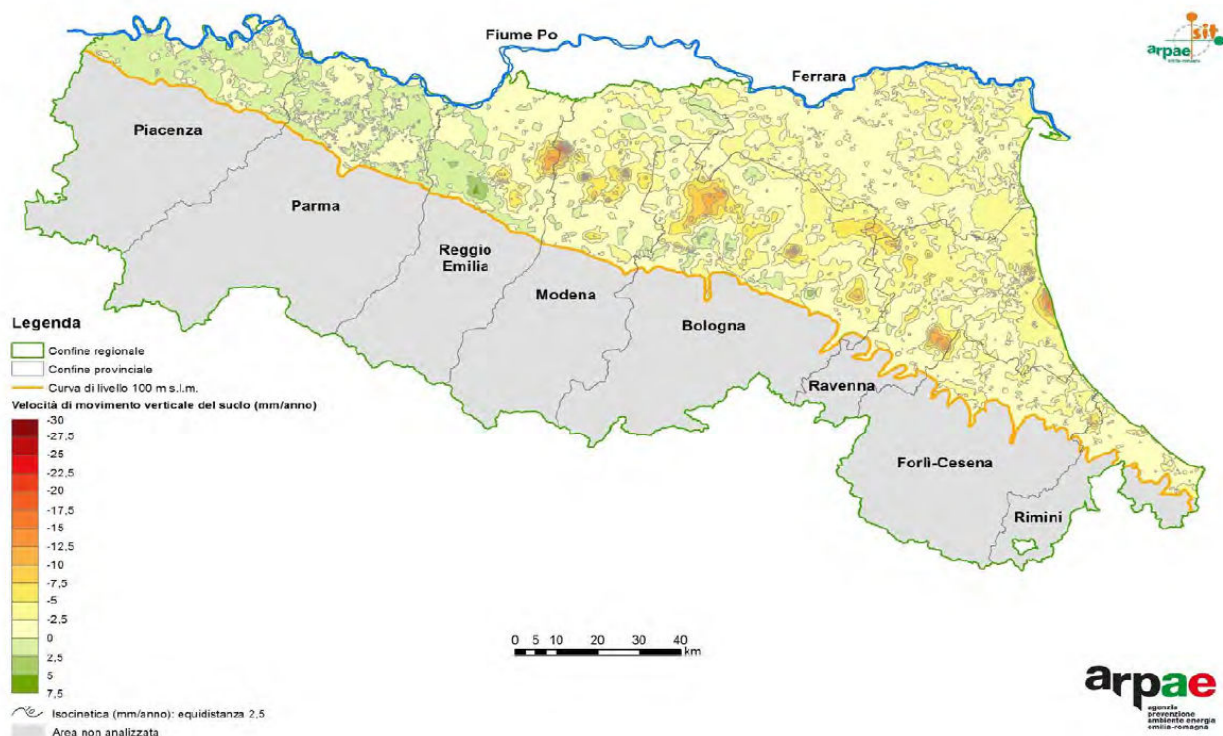 Fiume Po
sit
arpae
emilia-romagna
Ferrara
Piacenza
Parma
Reggio
Emilia
Modena
Bologna
Ravenna
Forlì-Cesena
Rimini
Legenda
Confine regionale
Confine provinciale
Curva di livello 100 m s.l.m.
Velocità di movimento verticale del suolo (mm/anno)
-30
-27,5
-25
-22,5
-20
-17,5
-15
-12,5
-10
-7,5
-5
-2,5
0
2,5
5
7,5
Isocinetica (mm/anno): equidistanza 2,5
Area non analizzata
0 5 10 20 30 40
km
arpae
agenzia
prevenzione
ambiente energia
emilia-romagna